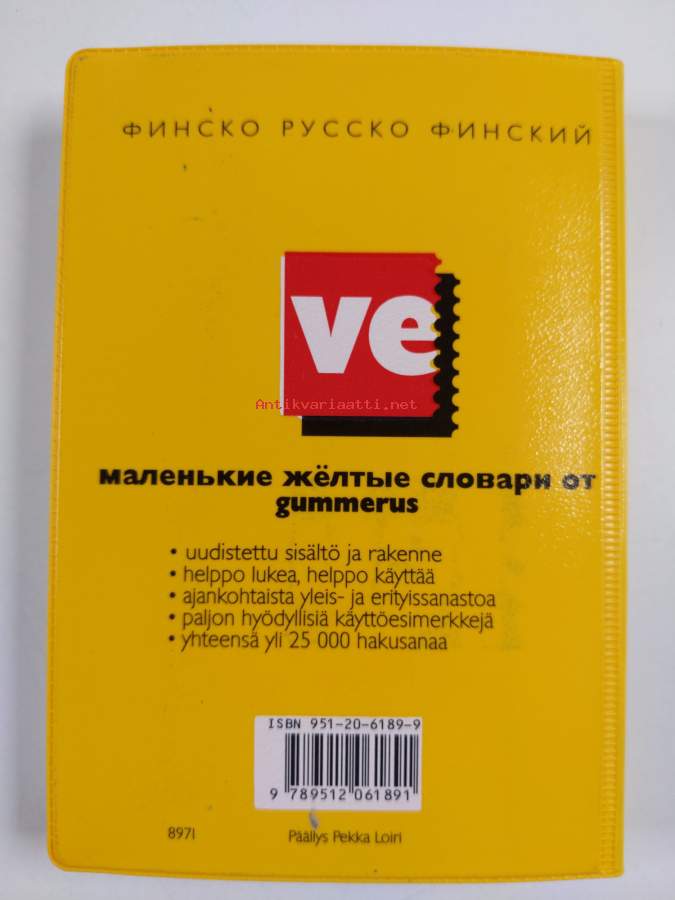 ФИНСКО РУССКО ФИНСКИЙ
ve
Antikvariaatti.net
маленькие жёлтые словари от
gummerus
• uudistettu sisältö ja rakenne
• helppo lukea, helppo käyttää
• ajankohtaista yleis- ja erityissanastoa
• paljon hyödyllisiä käyttöesimerkkejä
• yhteensä yli 25 000 hakusanaa
ISBN 951-20-6189-9
9 789512 061891
8971 Päällys Pekka Loiri